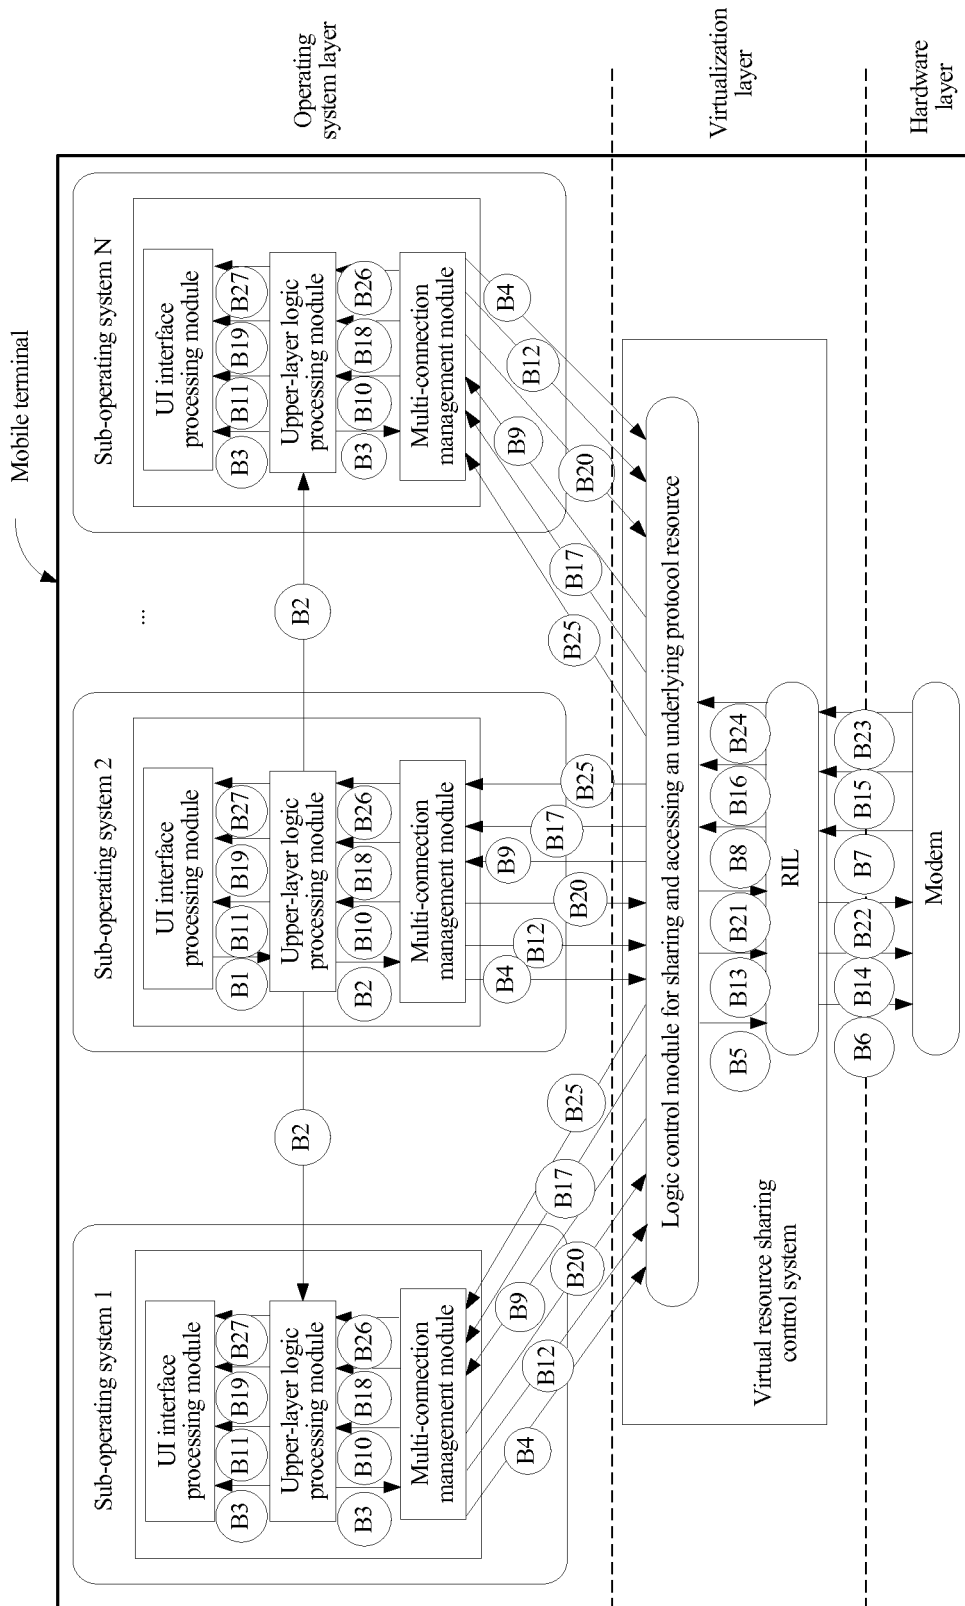 Mobile terminal
Sub-operating system 1
UI interface
processing module
B3
B11
B19
B27
Upper-layer logic
processing module
B3
B10
B18
B26
Multi-connection
management module
Sub-operating system 2
UI interface
processing module
B1
B11
B19
B27
Upper-layer logic
processing module
B2
B10
B18
B26
Multi-connection
management module
...
Sub-operating system N
UI interface
processing module
B3
B11
B19
B27
Upper-layer logic
processing module
B3
B10
B18
B26
Multi-connection
management module
B2
B2
Operating
system layer
B4
B12
B9
B20
B17
B25
B4
B12
B20
B9
B17
B25
B25
B17
B9
B20
B12
B4
Logic control module for sharing and accessing an underlying protocol resource
Virtualization
layer
B5
B13
B21
B8
B16
B24
RIL
Virtual resource sharing
control system
B6
B14
B22
B7
B15
B23
Modem
Hardware
layer